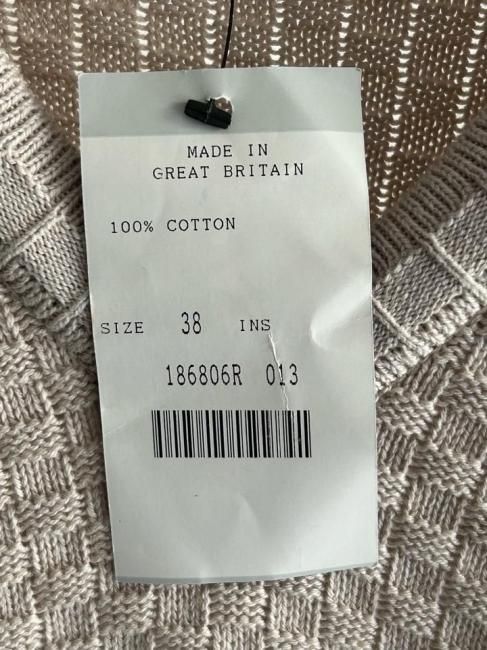 MADE IN
GREAT BRITAIN
100% COTTON
SIZE 38 INS
186806R 013